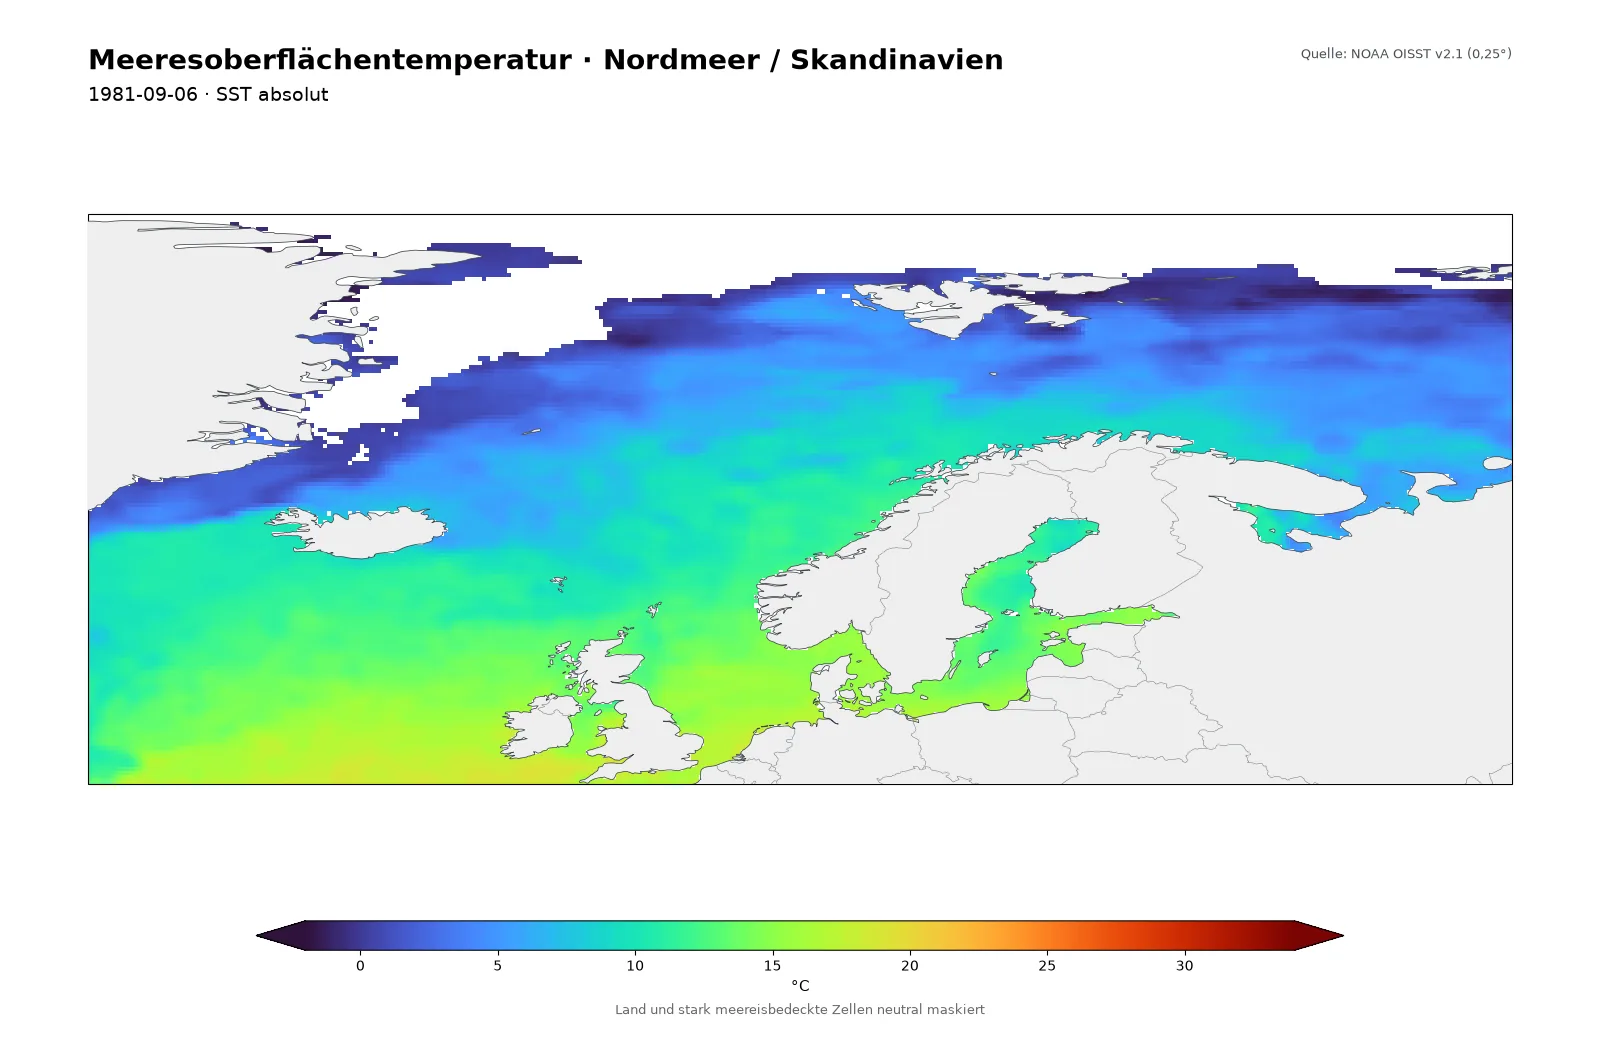 Meeresoberflächentemperatur · Nordmeer / Skandinavien
Quelle: NOAA OISST v2.1 (0,25°)
1981-09-06 · SST absolut
0 5 10 15 20 25 30
°C
Land und stark meereisbedeckte Zellen neutral maskiert